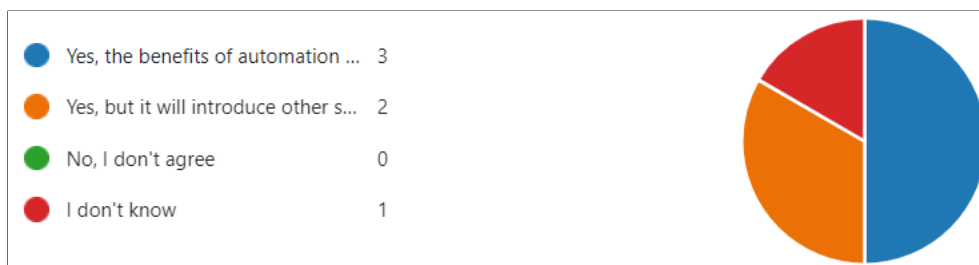 Yes, the benefits of automation ... 3
Yes, but it will introduce other s... 2
No, I don't agree 0
I don't know 1